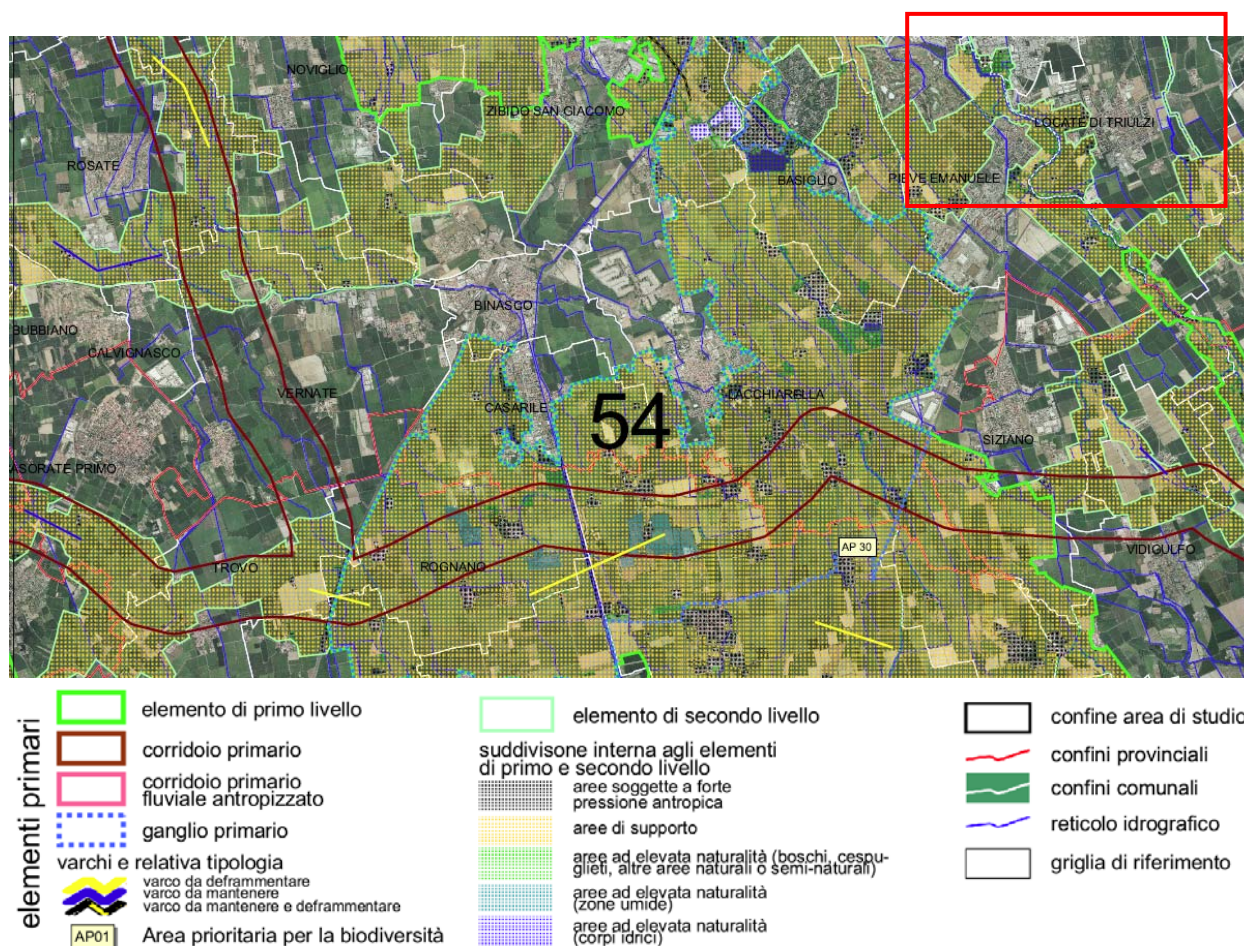 NOVIGLIO
ZIBIDO SAN GIACOMO
LOCATE DI TRIULZI
ROSATE
BASIGLIO
PIEVE EMANUELE
BINASCO
BUBBIANO
CALVIGNASCO
VERNATE
CASARILE
LACCHIARELLA
54
SIZIANO
ASORATE PRIMO
AP 30
VIDIGULFO
TROVO
ROGNANO
elementi primari
elemento di primo livello
corridoio primario
corridoio primario
fluviale antropizzato
ganglio primario
varchi e relativa tipologia
varco da deframmentare
varco da mantenere
varco da mantenere e deframmentare
AP01
Area prioritaria per la biodiversità
elemento di secondo livello
suddivisone interna agli elementi
di primo e secondo livello
aree soggette a forte
pressione antropica
aree di supporto
aree ad elevata naturalità (boschi, cespu-
glieti, altre aree naturali o semi-naturali)
aree ad elevata naturalità
(zone umide)
aree ad elevata naturalità
(corpi idrici)
confine area di studio
confini provinciali
confini comunali
reticolo idrografico
griglia di riferimento